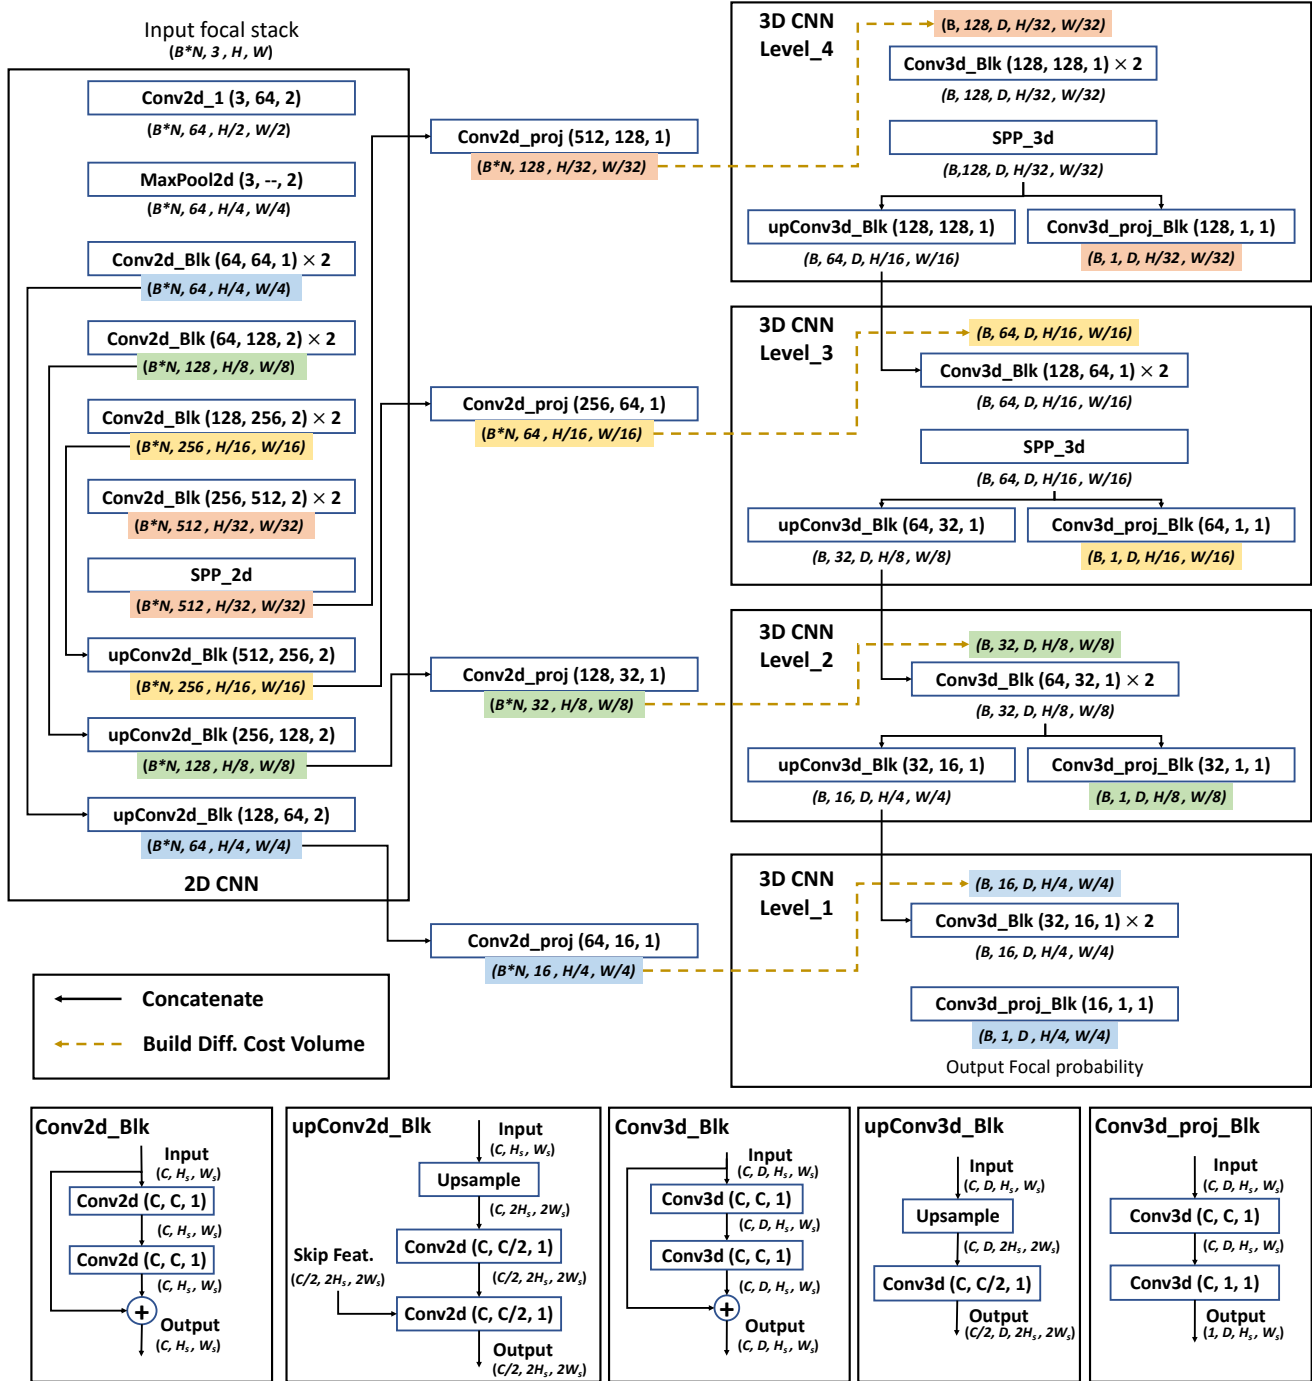 Input focal stack
(B*N, 3 , H , W)
Conv2d_1 (3, 64, 2)
(B*N, 64 , H/2 , W/2)
MaxPool2d (3, --, 2)
(B*N, 64 , H/4 , W/4)
Conv2d_Blk (64, 64, 1) × 2
(B*N, 64 , H/4 , W/4)
Conv2d_Blk (64, 128, 2) × 2
(B*N, 128 , H/8 , W/8)
Conv2d_Blk (128, 256, 2) × 2
(B*N, 256 , H/16 , W/16)
Conv2d_Blk (256, 512, 2) × 2
(B*N, 512 , H/32 , W/32)
SPP_2d
(B*N, 512 , H/32 , W/32)
upConv2d_Blk (512, 256, 2)
(B*N, 256 , H/16 , W/16)
upConv2d_Blk (256, 128, 2)
(B*N, 128 , H/8 , W/8)
upConv2d_Blk (128, 64, 2)
(B*N, 64 , H/4 , W/4)
2D CNN
Conv2d_proj (512, 128, 1)
(B*N, 128 , H/32 , W/32)
Conv2d_proj (256, 64, 1)
(B*N, 64 , H/16 , W/16)
Conv2d_proj (128, 32, 1)
(B*N, 32 , H/8 , W/8)
Conv2d_proj (64, 16, 1)
(B*N, 16 , H/4 , W/4)
3D CNN
Level_4
(B, 128, D, H/32, W/32)
Conv3d_Blk (128, 128, 1) × 2
(B, 128, D, H/32, W/32)
SPP_3d
(B,128, D, H/32, W/32)
upConv3d_Blk (128, 128, 1)
(B, 64, D, H/16, W/16)
Conv3d_proj_Blk (128, 1, 1)
(B, 1, D, H/32, W/32)
3D CNN
Level_3
(B, 64, D, H/16, W/16)
Conv3d_Blk (128, 64, 1) × 2
(B, 64, D, H/16, W/16)
SPP_3d
(B, 64, D, H/16, W/16)
upConv3d_Blk (64, 32, 1)
(B, 32, D, H/8, W/8)
Conv3d_proj_Blk (64, 1, 1)
(B, 1, D, H/16, W/16)
3D CNN
Level_2
(B, 32, D, H/8, W/8)
Conv3d_Blk (64, 32, 1) × 2
(B, 32, D, H/8, W/8)
upConv3d_Blk (32, 16, 1)
(B, 16, D, H/4, W/4)
Conv3d_proj_Blk (32, 1, 1)
(B, 1, D, H/8, W/8)
3D CNN
Level_1
(B, 16, D, H/4, W/4)
Conv3d_Blk (32, 16, 1) × 2
(B, 16, D, H/4, W/4)
Conv3d_proj_Blk (16, 1, 1)
(B, 1, D , H/4, W/4)
Output Focal probability
Concatenate
Build Diff. Cost Volume
Conv2d_Blk
Input
(C, Hs , Ws)
Conv2d (C, C, 1)
(C, Hs , Ws)
Conv2d (C, C, 1)
(C, Hs , Ws)
+
Output
(C, Hs , Ws)
upConv2d_Blk
Input
(C, Hs , Ws)
Upsample
(C, 2Hs , 2Ws)
Conv2d (C, C/2, 1)
Skip Feat.
(C/2, 2Hs , 2Ws)
(C/2, 2Hs , 2Ws)
Conv2d (C, C/2, 1)
Output
(C/2, 2Hs , 2Ws)
Conv3d_Blk
Input
(C, D, Hs , Ws)
Conv3d (C, C, 1)
(C, D, Hs , Ws)
Conv3d (C, C, 1)
(C, D, Hs , Ws)
+
Output
(C, D, Hs , Ws)
upConv3d_Blk
Input
(C, D, Hs , Ws)
Upsample
(C, D, 2Hs , 2Ws)
Conv3d (C, C/2, 1)
Output
(C/2, D, 2Hs , 2Ws)
Conv3d_proj_Blk
Input
(C, D, Hs , Ws)
Conv3d (C, C, 1)
(C, D, Hs , Ws)
Conv3d (C, 1, 1)
Output
(1, D, Hs , Ws)